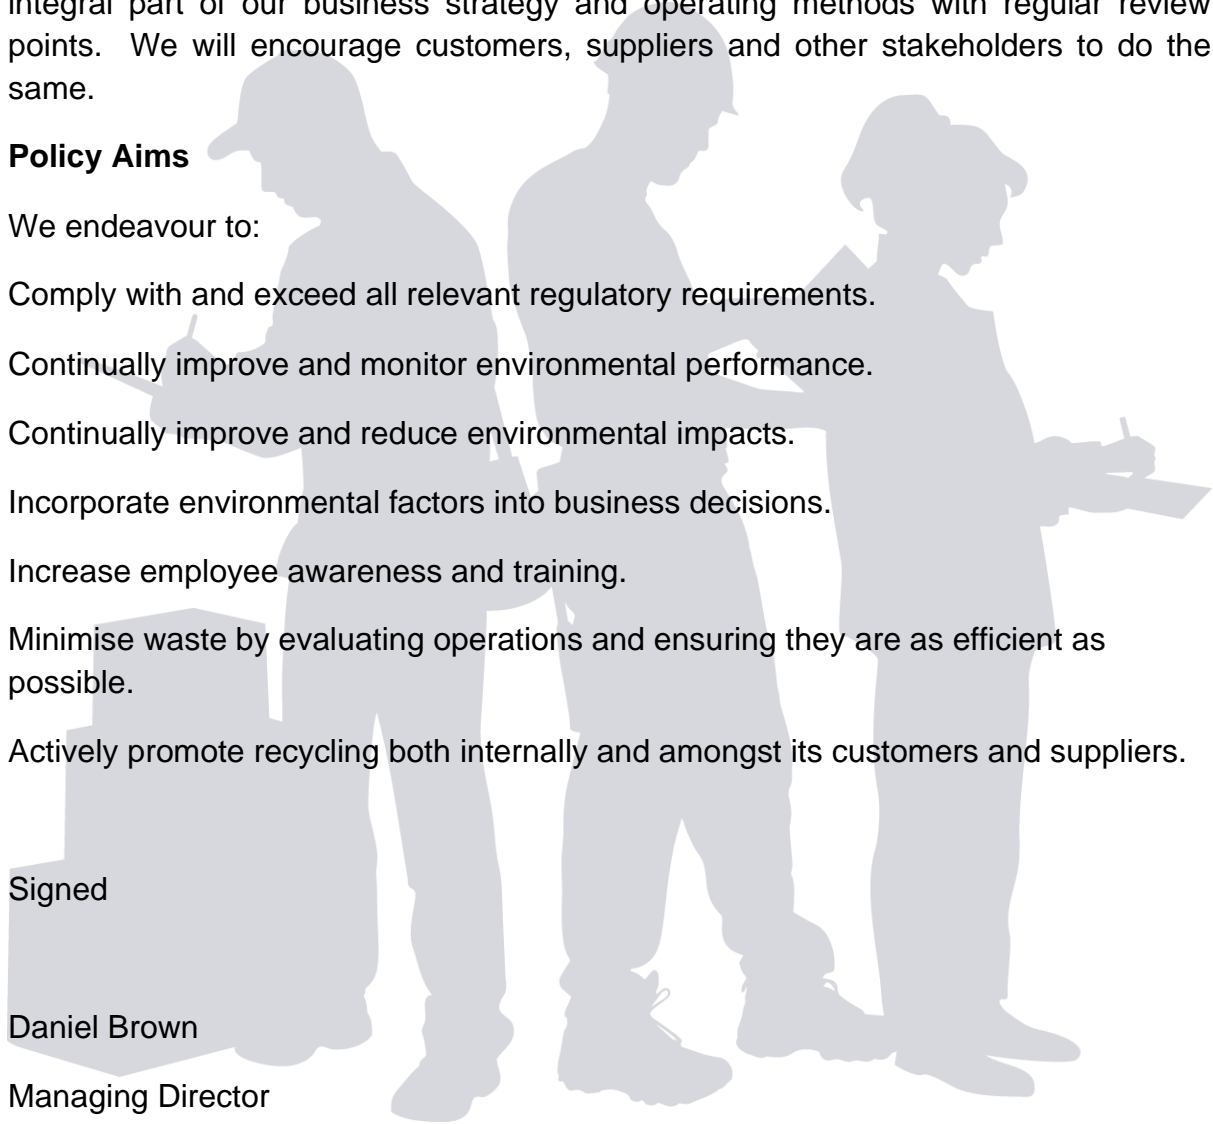 integral part of our business strategy and operating methods with regular review
points. We will encourage customers, suppliers and other stakeholders to do the
same.
Policy Aims
We endeavour to:
Comply with and exceed all relevant regulatory requirements.
Continually improve and monitor environmental performance.
Continually improve and reduce environmental impacts.
Incorporate environmental factors into business decisions.
Increase employee awareness and training.
Minimise waste by evaluating operations and ensuring they are as efficient as
possible.
Actively promote recycling both internally and amongst its customers and suppliers.
Signed
Daniel Brown
Managing Director